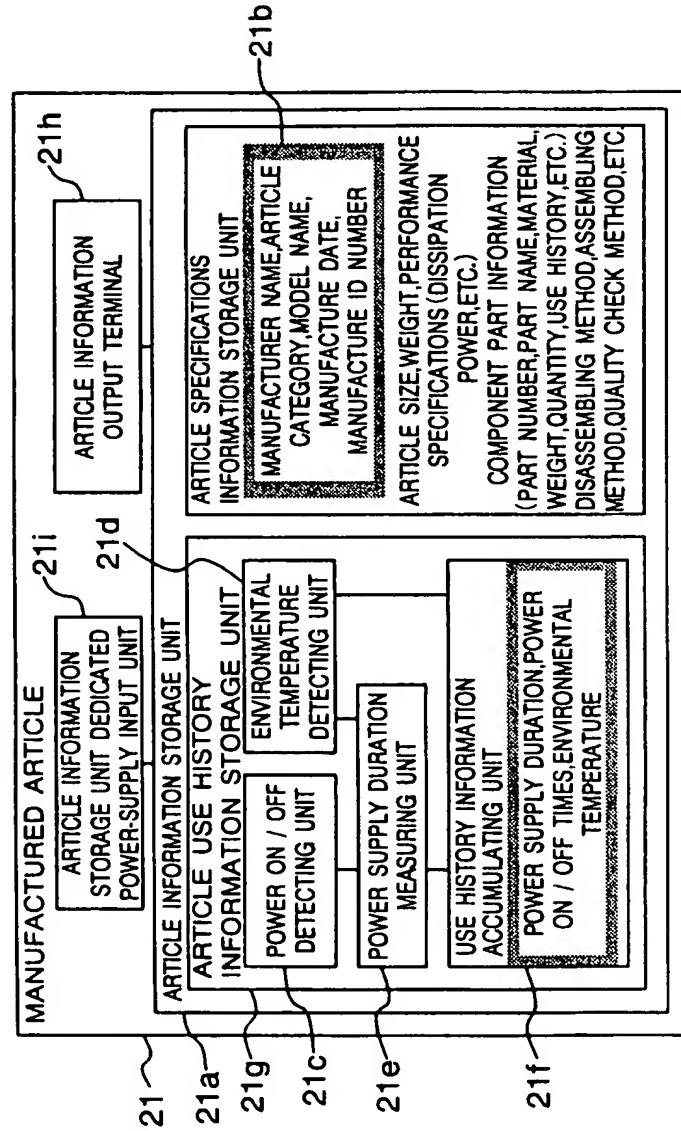 MANUFACTURED ARTICLE
ARTICLE INFORMATION
STORAGE UNIT DEDICATED
POWER-SUPPLY INPUT UNIT
21i
ARTICLE INFORMATION
OUTPUT TERMINAL
21h
ARTICLE INFORMATION STORAGE UNIT
ARTICLE USE HISTORY
INFORMATION STORAGE UNIT
21d
POWER ON / OFF
DETECTING UNIT
ENVIRONMENTAL
TEMPERATURE
DETECTING UNIT
POWER SUPPLY DURATION
MEASURING UNIT
USE HISTORY INFORMATION
ACCUMULATING UNIT
POWER SUPPLY DURATION,POWER
ON / OFF TIMES,ENVIRONMENTAL
TEMPERATURE
ARTICLE SPECIFICATIONS
INFORMATION STORAGE UNIT
21b
MANUFACTURER NAME,ARTICLE
CATEGORY,MODEL NAME,
MANUFACTURE DATE,
MANUFACTURE ID NUMBER
ARTICLE SIZE,WEIGHT,PERFORMANCE
SPECIFICATIONS(DISSIPATION
POWER,ETC.)
COMPONENT PART INFORMATION
(PART NUMBER,PART NAME,MATERIAL,
WEIGHT,QUANTITY,USE HISTORY,ETC.)
DISASSEMBLING METHOD,ASSEMBLING
METHOD,QUALITY CHECK METHOD,ETC.
21
21a
21g
21c
21e
21f